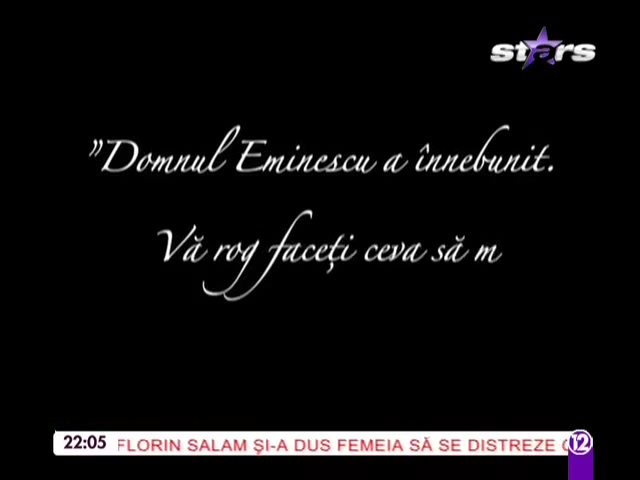 stars
"Domnul Eminescu a înnebunit.
Vă rog faceți ceva să m
22:05 FLORIN SALAM ȘI-A DUS FEMEIA SĂ SE DISTREZE
12